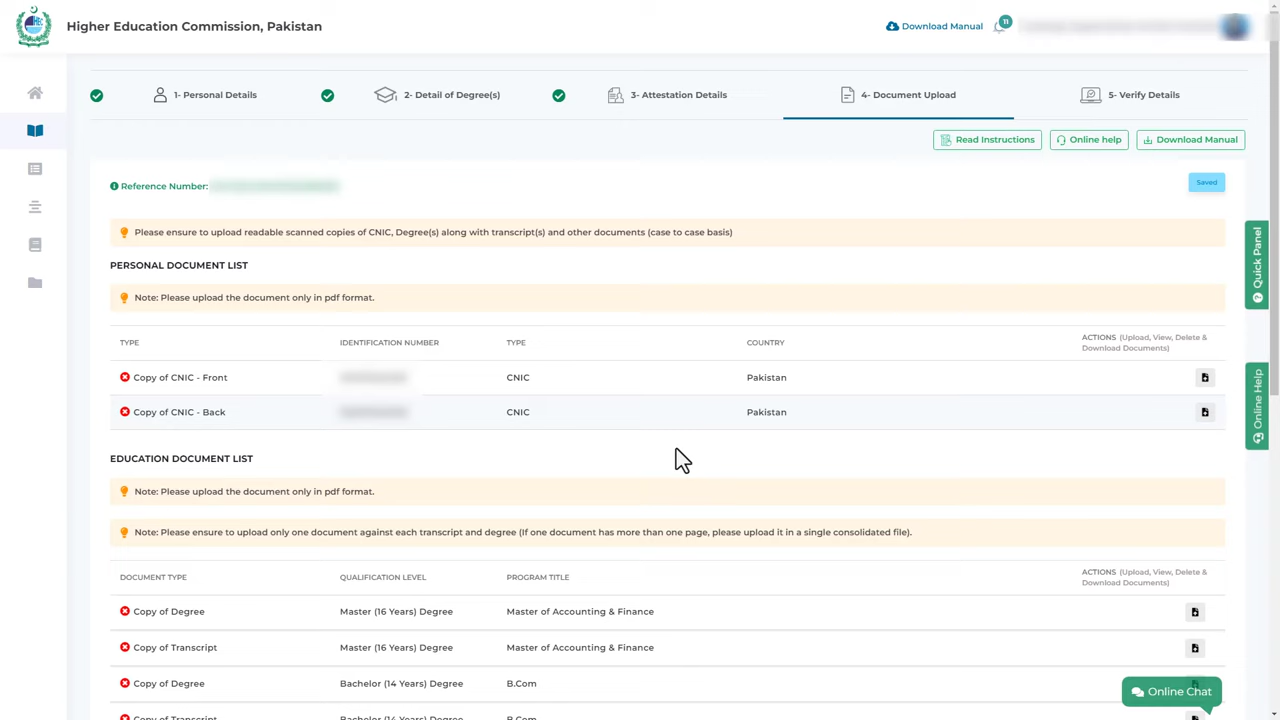 Higher Education Commission, Pakistan
Download Manual
11
1- Personal Details
2- Detail of Degree(s)
3- Attestation Details
4- Document Upload
5- Verify Details
Read Instructions
Online help
Download Manual
Reference Number:
Saved
Please ensure to upload readable scanned copies of CNIC, Degree(s) along with transcript(s) and other documents (case to case basis)
PERSONAL DOCUMENT LIST
Note: Please upload the document only in pdf format.
TYPE IDENTIFICATION NUMBER TYPE COUNTRY ACTIONS (Upload, View, Delete &
Download Documents)
Copy of CNIC - Front CNIC Pakistan
Copy of CNIC - Back CNIC Pakistan
EDUCATION DOCUMENT LIST
Note: Please upload the document only in pdf format.
Note: Please ensure to upload only one document against each transcript and degree (If one document has more than one page, please upload it in a single consolidated file).
DOCUMENT TYPE QUALIFICATION LEVEL PROGRAM TITLE ACTIONS (Upload, View, Delete &
Download Documents)
Copy of Degree Master (16 Years) Degree Master of Accounting & Finance
Copy of Transcript Master (16 Years) Degree Master of Accounting & Finance
Copy of Degree Bachelor (14 Years) Degree B.Com
Copy of Transcript Bachelor (14 Years) Degree B.Com
Quick Panel
Online Help
Online Chat